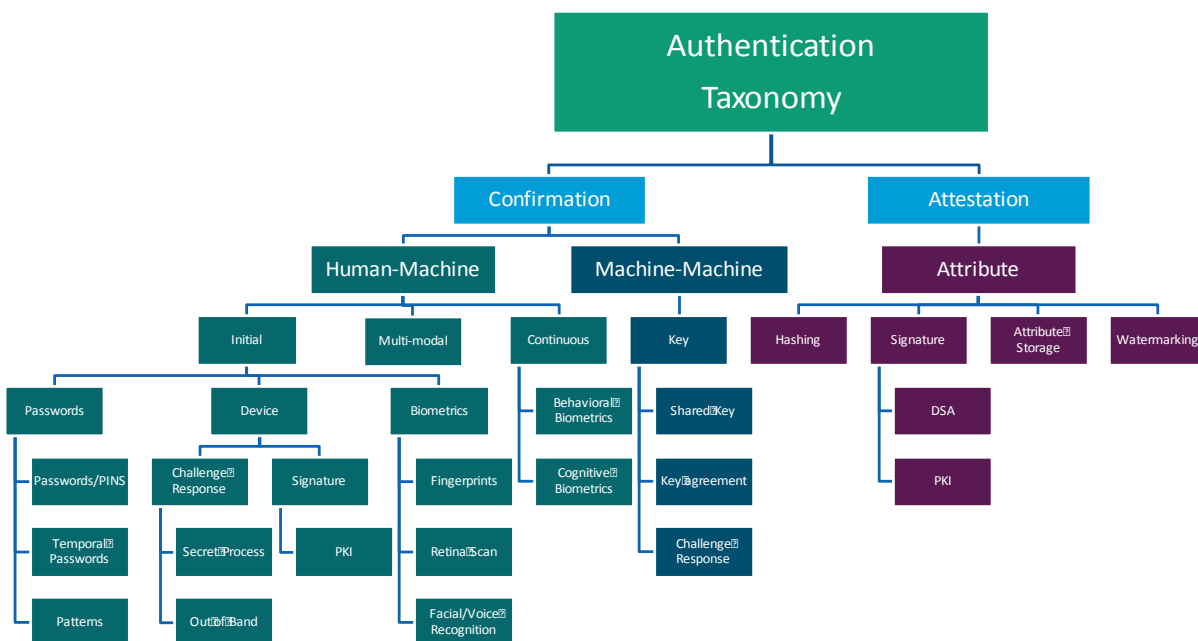 Authentication
Taxonomy
Confirmation
Attestation
Human-Machine
Machine-Machine
Attribute
Initial
Multi-modal
Continuous
Key
Hashing
Signature
Attribute
Storage
Watermarking
Passwords
Device
Biometrics
Behavioral
Biometrics
Shared Key
DSA
Passwords/PINS
Challenge
Response
Signature
Fingerprints
Cognitive
Biometrics
Key agreement
PKI
Temporal
Passwords
Secret Process
PKI
Retina Scan
Challenge
Response
Patterns
Out of Band
Facial/Voice
Recognition